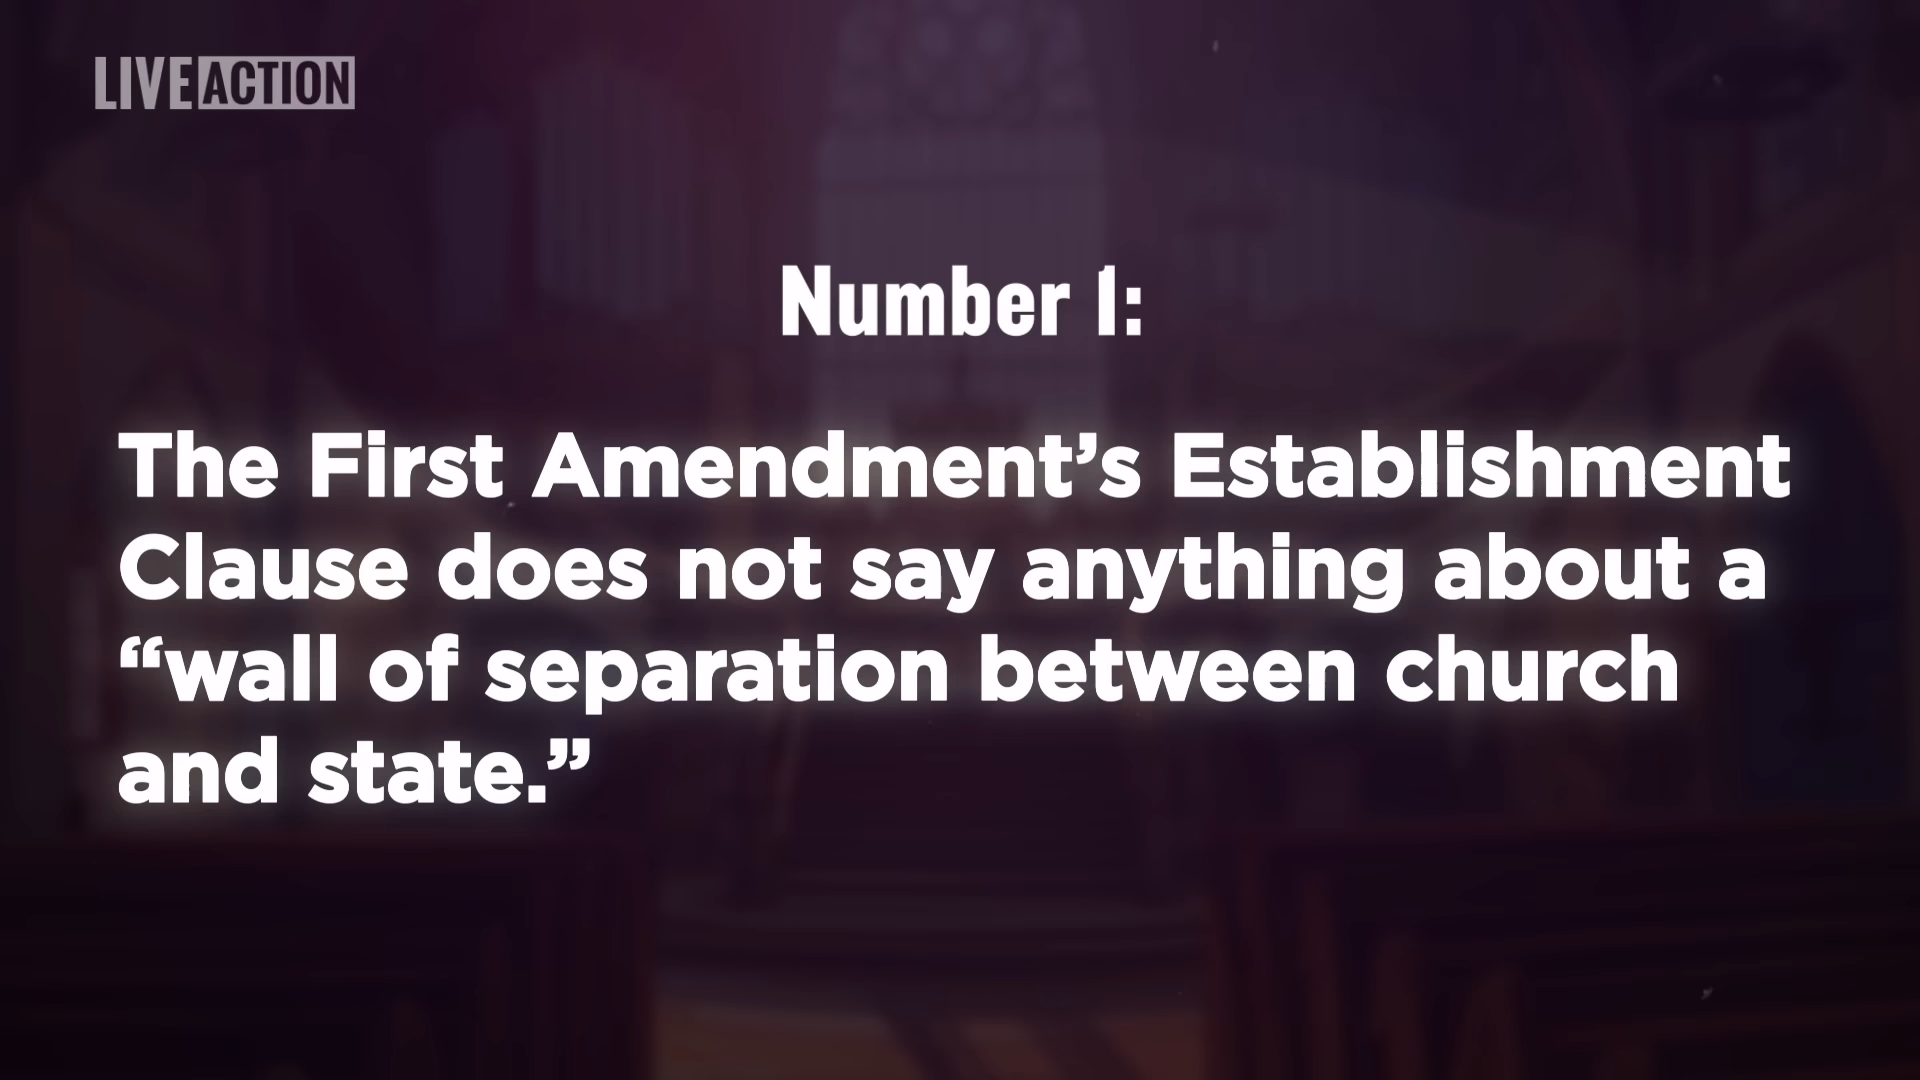 LIVE ACTION
Number 1:
The First Amendment’s Establishment
Clause does not say anything about a
“wall of separation between church
and state.”